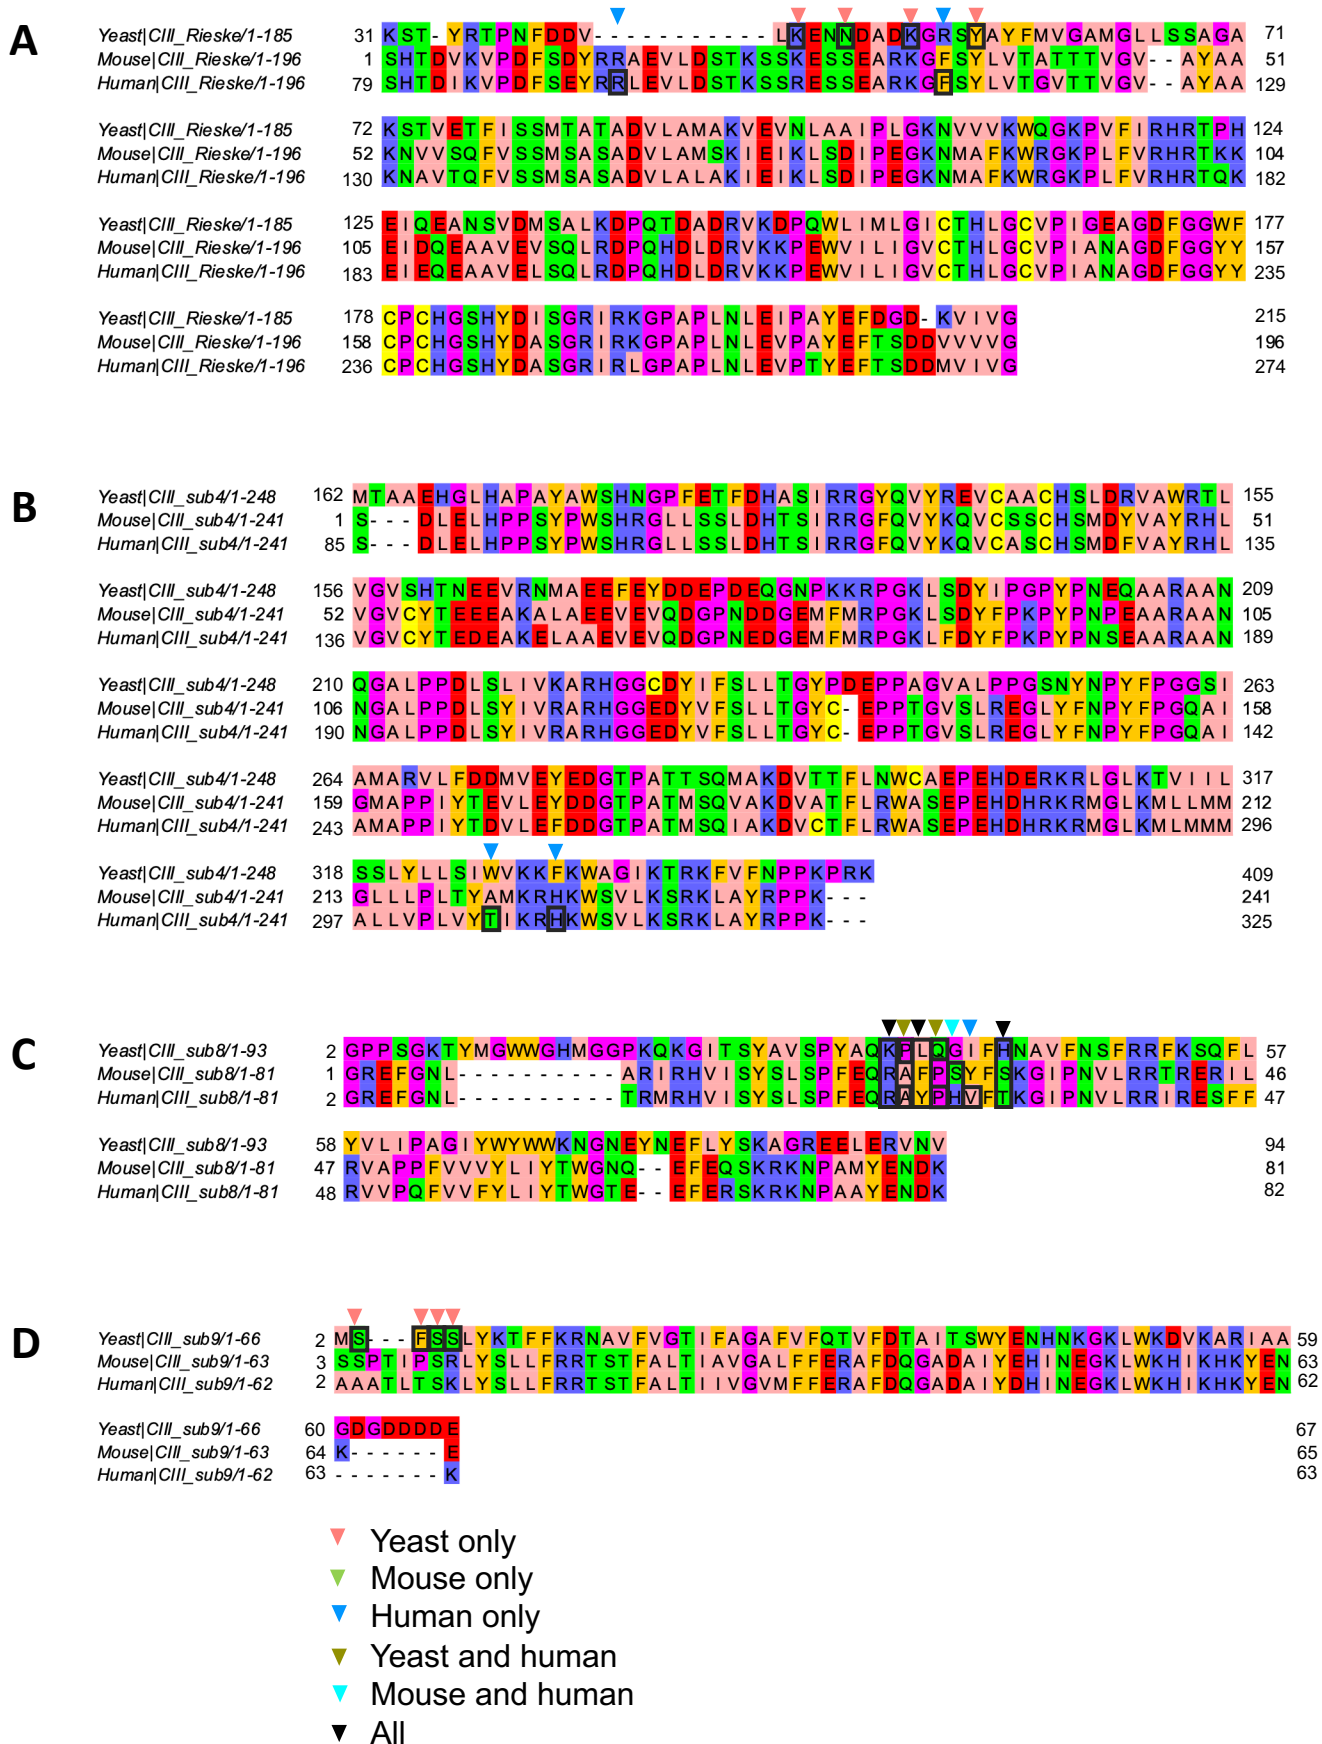 A
Yeast|CIII_Rieske/1-185 31 KST-YRTPNFDDV-----------LKENNDADKGRSYAYFMVGAMGLLSSAGA 71
Mouse|CIII_Rieske/1-196 1 SHTDVKVPDFSDYRRAEVLDSTKSSKESSEARKGFSYLVTATTTVGV--AYAA 51
Human|CIII_Rieske/1-196 79 SHTDIKVPDFSEYRRLEVLDSTKSSRESSEARKGFSYLVTGVTTVGV--AYAA 129
Yeast|CIII_Rieske/1-185 72 KSTVETFISSMTATADVLAMAKVEVNLAAIPLGKNVVVKWQGKPVFIRHRTPH 124
Mouse|CIII_Rieske/1-196 52 KNVVSQFVSSMSASADVLAMSKIEIKLSDIPEGKNMAFKWRGKPLFVRHRTKK 104
Human|CIII_Rieske/1-196 130 KNAVTQFVSSMSASADVLALAKIEIKLSDIPEGKNMAFKWRGKPLFVRHRTQK 182
Yeast|CIII_Rieske/1-185 125 EIQEANSVDMSALKDPQTDADRVKDPQWLIMLGICTHLGCVPIGEAGDFGGWF 177
Mouse|CIII_Rieske/1-196 105 EIDQEAAVEVSQLRDPQHDLDRVKKPEWVILIGVCTHLGCVPIANAGDFGGYY 157
Human|CIII_Rieske/1-196 183 EIEQEAAVELSQLRDPQHDLDRVKKPEWVILIGVCTHLGCVPIANAGDFGGYY 235
Yeast|CIII_Rieske/1-185 178 CPCHGSHYDISGRIRKGPAPLNLEIPAYEFDGD-KVIVG 215
Mouse|CIII_Rieske/1-196 158 CPCHGSHYDASGRIRKGPAPLNLEVPAYEFTSDDVVVVG 196
Human|CIII_Rieske/1-196 236 CPCHGSHYDASGRIRLGPAPLNLEVPTYEFTSDDMVIVG 274
B
Yeast|CIII_sub4/1-248 162 MTAAEHGLHAPAYAWSHNGPFETFDHASIRRGYQVYREVCAACHSLDRVAWRTL 155
Mouse|CIII_sub4/1-241 1 S---DLELHPPSYPWSHRGLLSSLDHTSIRRGFQVYKQVCSSCHSMDYVAYRHL 51
Human|CIII_sub4/1-241 85 S---DLELHPPSYPWSHRGLLSSLDHTSIRRGFQVYKQVCASCHSMDFVAYRHL 135
Yeast|CIII_sub4/1-248 156 VGVSHTNEEVRNMAEEFEYDDEPDEQGNPKKRPGKLSDYIPGPYPNEQAARAAN 209
Mouse|CIII_sub4/1-241 52 VGVCYTEEEAKALAEEVEVQDGPNDDGEMFMRPGKLSDYFPKPYPNPEAARAAN 105
Human|CIII_sub4/1-241 136 VGVCYTEDEAKELAAEVEVQDGPNEDGEMFMRPGKLFDYFPKPYPNSEAARAAN 189
Yeast|CIII_sub4/1-248 210 QGALPPDLSLIVKARHGGCDYIFSLLTGYPDEPPAGVALPPGSNYNPYFPGGSI 263
Mouse|CIII_sub4/1-241 106 NGALPPDLSYIVRARHGGEDYVFSLLTGYC-EPPTGVSLREGLYFNPYFPGQAI 158
Human|CIII_sub4/1-241 190 NGALPPDLSYIVRARHGGEDYVFSLLTGYC-EPPTGVSLREGLYFNPYFPGQAI 142
Yeast|CIII_sub4/1-248 264 AMARVLFDDMVEYEDGTPATTSQMAKDVTTFLNWCAEPEHDERKRLGLKTVIIL 317
Mouse|CIII_sub4/1-241 159 GMAPPIYTEVLEYDDGTPATMSQVAKDVATFLRWASEPEHDHRKRMGLKMLLMM 212
Human|CIII_sub4/1-241 243 AMAPPIYTDVLEFDDGTPATMSQIAKDVCTFLRWASEPEHDHRKRMGLKMLMMM 296
Yeast|CIII_sub4/1-248 318 SSLYLLSIWVKKFKWAGIKTRKFVFNPPKPRK 409
Mouse|CIII_sub4/1-241 213 GLLLPLTYAMKRHKWSVLKSRKLAYRPPK--- 241
Human|CIII_sub4/1-241 297 ALLVPLVYTIKRHKWSVLKSRKLAYRPPK--- 325
C
Yeast|CIII_sub8/1-93 2 GPPSGKTYMGWWGHMGGPKQKGITSYAVSPYAQKPLQGIFHNAVFNSFRRFKSQFL 57
Mouse|CIII_sub8/1-81 1 GREFGNL----------ARIRHVISYSLSPFEQRAFPSYFSKGIPNVLRRTRERIL 46
Human|CIII_sub8/1-81 2 GREFGNL----------TRMRHVISYSLSPFEQRAYPHVFTKGIPNVLRRIRESFF 47
Yeast|CIII_sub8/1-93 58 YVLIPAGIYWYWWKNGNEYNEFLYSKAGREELERVNV 94
Mouse|CIII_sub8/1-81 47 RVAPPFVVVYLIYTWGNQ--EFEQSKRKNPAMYENDK 81
Human|CIII_sub8/1-81 48 RVVPQFVVFYLIYTWGTE--EFERSKRKNPAAYENDK 82
D
Yeast|CIII_sub9/1-66 2 MS---FSSLYKTFFKRNAVFVGTIFAGAFVFQTVFDTAITSWYENHNKGKLWKDVKARIAA 59
Mouse|CIII_sub9/1-63 3 SSPTIPSRLYSLLFRRTSTFALTIAVGALFFERAFDQGADAIYEHINEGKLWKHIKHKYEN 63
Human|CIII_sub9/1-62 2 AAATLTSKLYSLLFRRTSTFALTIIVGVMFFERAFDQGADAIYDHINEGKLWKHIKHKYEN 62
Yeast|CIII_sub9/1-66 60 GDGDDDDE 67
Mouse|CIII_sub9/1-63 64 K------E 65
Human|CIII_sub9/1-62 63 -------K 63
Yeast only
Mouse only
Human only
Yeast and human
Mouse and human
All